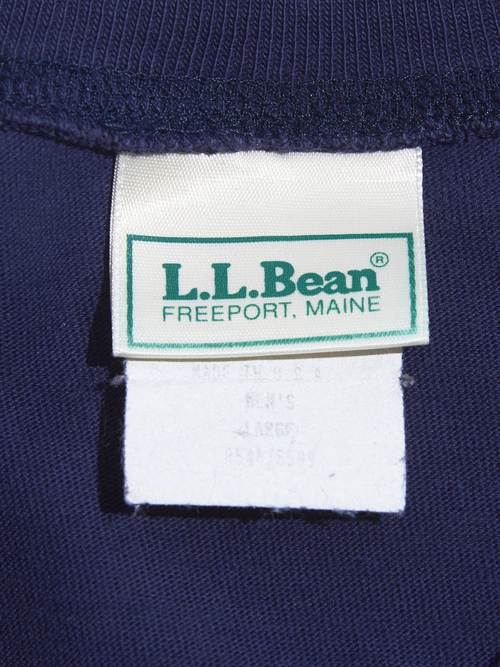 L.L.Bean®
FREEPORT, MAINE
MADE IN U.S.A
MEN'S
LARGE